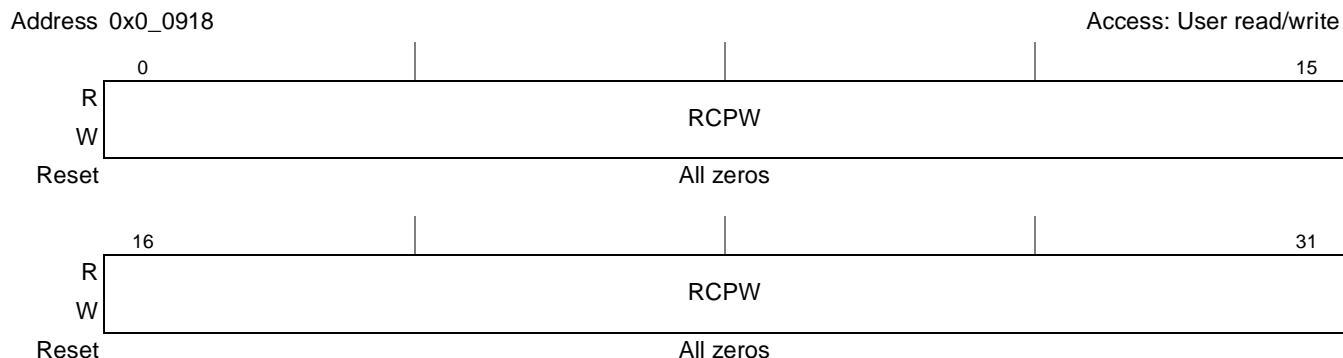 Address 0x0_0918 Access: User read/write
0 15
R
RCPW
W
Reset All zeros
16 31
R
RCPW
W
Reset All zeros